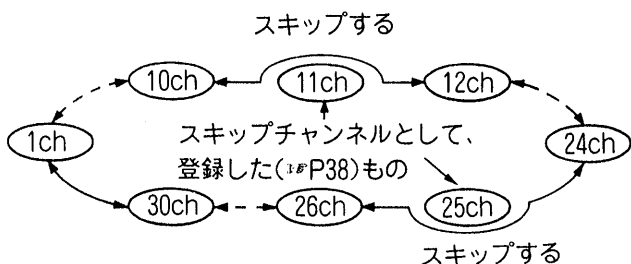 スキップする
10ch
11ch
12ch
1ch
スキップチャンネルとして、
登録した(☞P38)もの
24ch
30ch
26ch
25ch
スキップする